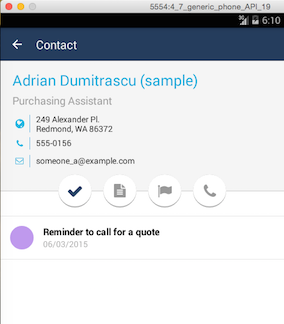 5554:4_7_generic_phone_API_19
3G 6:10
Contact
Adrian Dumitrascu (sample)
Purchasing Assistant
249 Alexander Pl.
Redmond, WA 86372
555-0156
someone_a@example.com
Reminder to call for a quote
06/03/2015